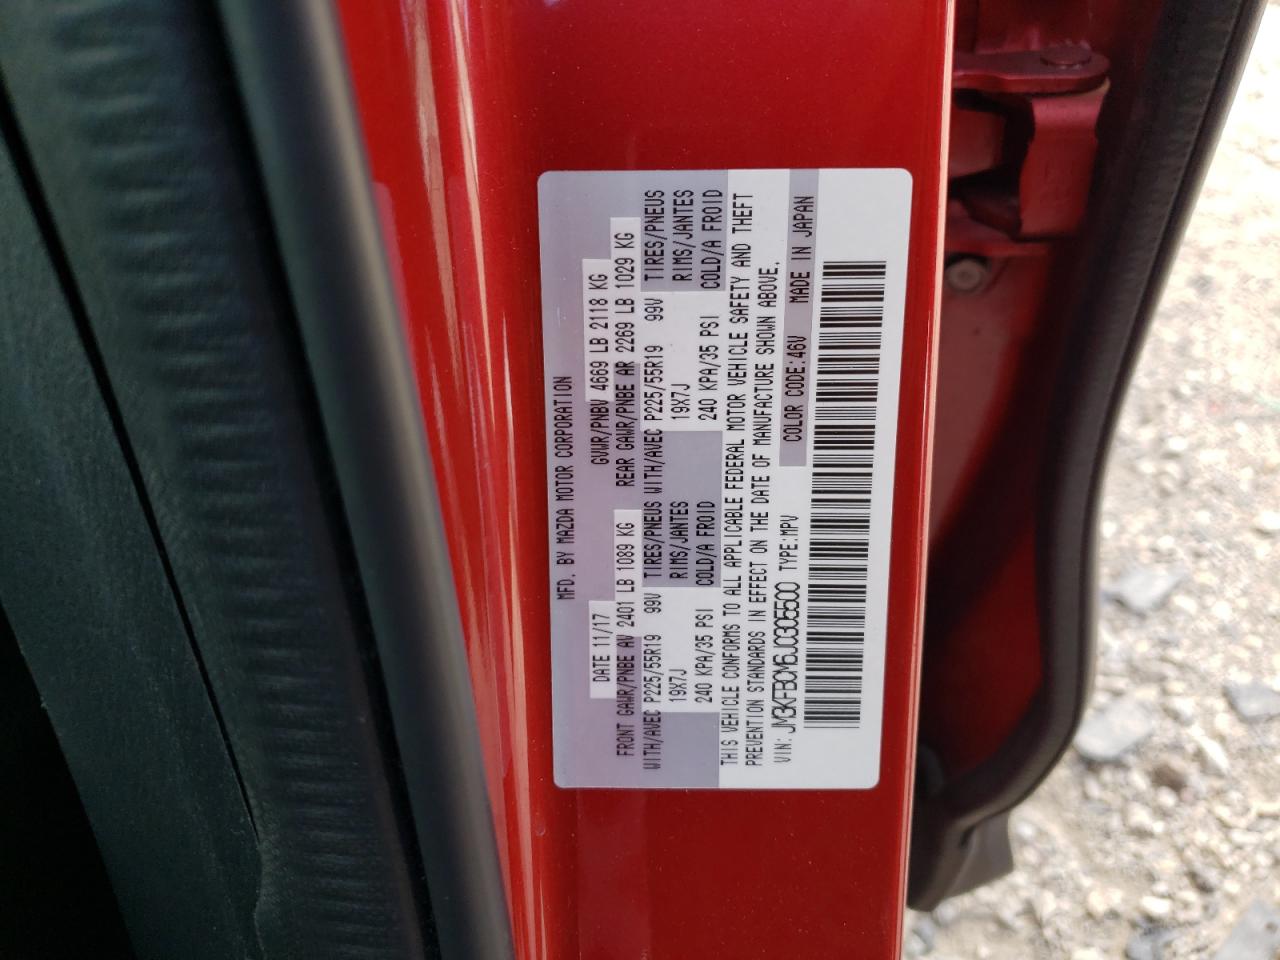 MFD. BY MAZDA MOTOR CORPORATION
DATE 11/17 GVWR/PNBV 4669 LB 2118 KG
FRONT GAWR/PNBE AV 2401 LB 1089 KG REAR GAWR/PNBE AR 2269 LB 1029 KG
WITH/AVEC P225/55R19 99V TIRES/PNEUS WITH/AVEC P225/55R19 99V TIRES/PNEUS
19X7J RIMS/JANTES 19X7J RIMS/JANTES
240 KPA/35 PSI COLD/A FROID 240 KPA/35 PSI COLD/A FROID
THIS VEHICLE CONFORMS TO ALL APPLICABLE FEDERAL MOTOR VEHICLE SAFETY AND THEFT
PREVENTION STANDARDS IN EFFECT ON THE DATE OF MANUFACTURE SHOWN ABOVE.
VIN: JM3KFBCM6J0305500 TYPE:MPV COLOR CODE:46V MADE IN JAPAN